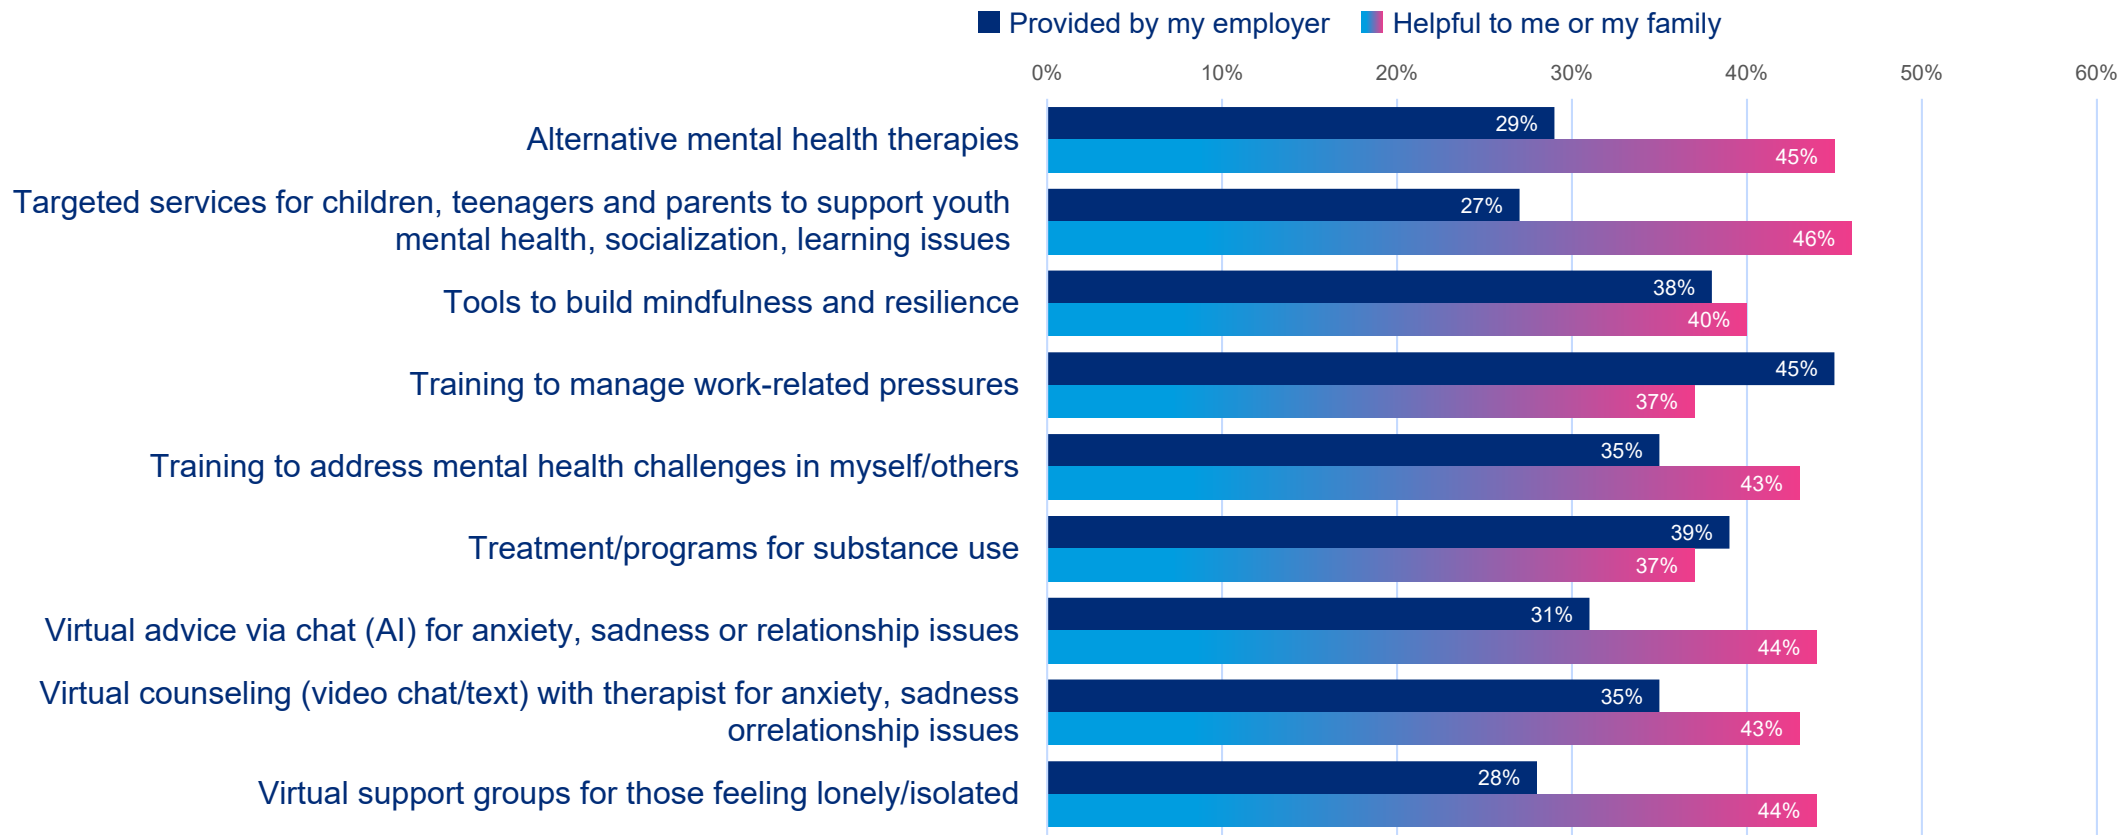 Provided by my employer Helpful to me or my family
0% 10% 20% 30% 40% 50% 60%
Alternative mental health therapies
29%
45%
Targeted services for children, teenagers and parents to support youth
mental health, socialization, learning issues
27%
46%
Tools to build mindfulness and resilience
38%
40%
Training to manage work-related pressures
45%
37%
Training to address mental health challenges in myself/others
35%
43%
Treatment/programs for substance use
39%
37%
Virtual advice via chat (AI) for anxiety, sadness or relationship issues
31%
44%
Virtual counseling (video chat/text) with therapist for anxiety, sadness
orrelationship issues
35%
43%
Virtual support groups for those feeling lonely/isolated
28%
44%